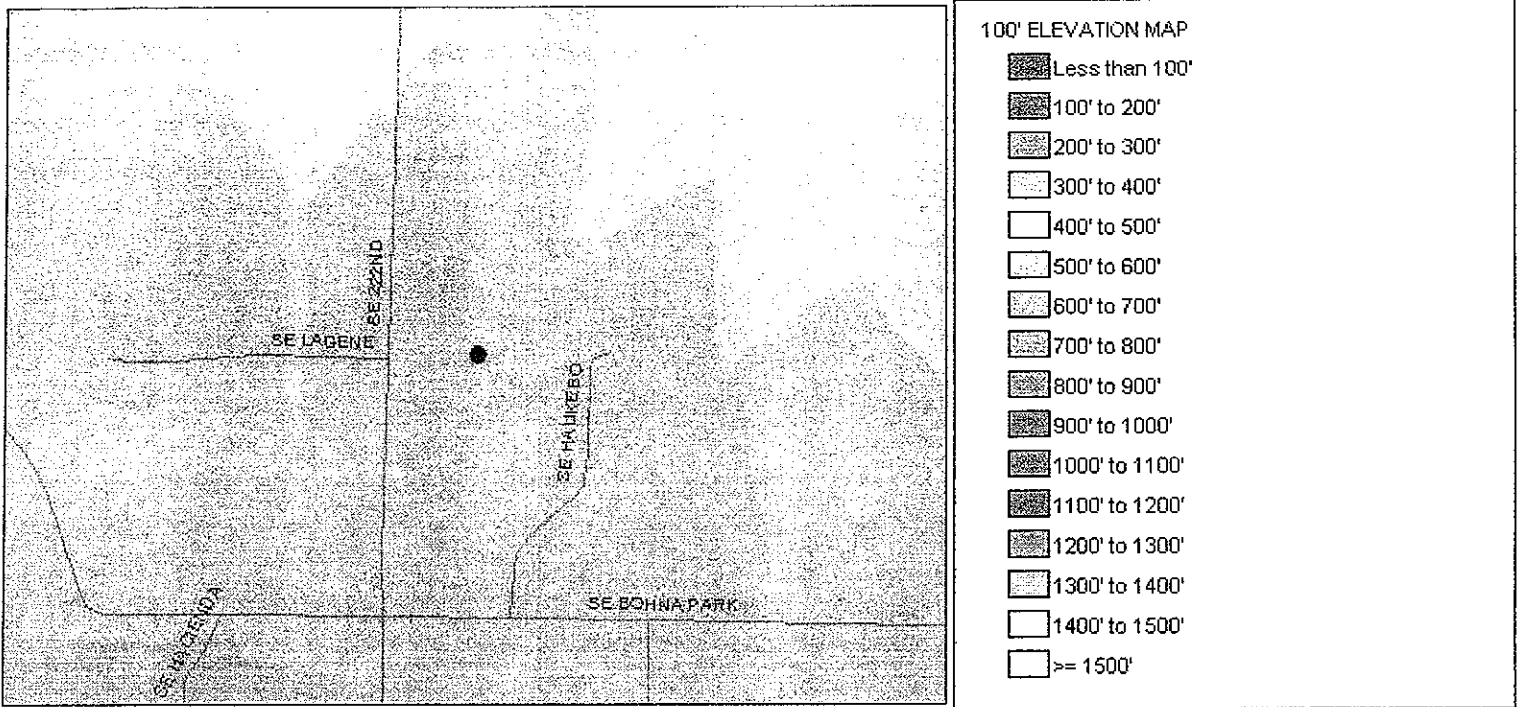 SE 222ND
SE LAGENE
SE HAUKEBO
SE BOHNA PARK
SE HACIENDA
100' ELEVATION MAP
Less than 100'
100' to 200'
200' to 300'
300' to 400'
400' to 500'
500' to 600'
600' to 700'
700' to 800'
800' to 900'
900' to 1000'
1000' to 1100'
1100' to 1200'
1200' to 1300'
1300' to 1400'
1400' to 1500'
>= 1500'